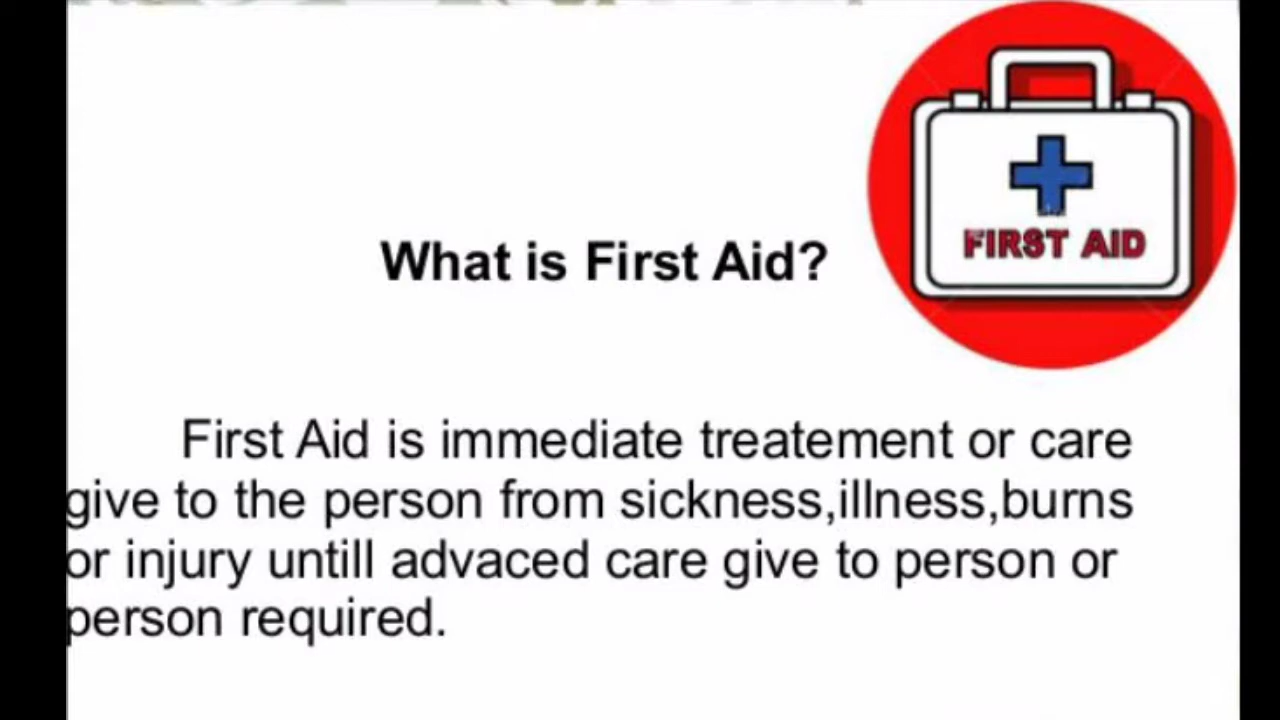 FIRST AID
What is First Aid?
First Aid is immediate treatement or care
give to the person from sickness,illness,burns
or injury untill advaced care give to person or
person required.